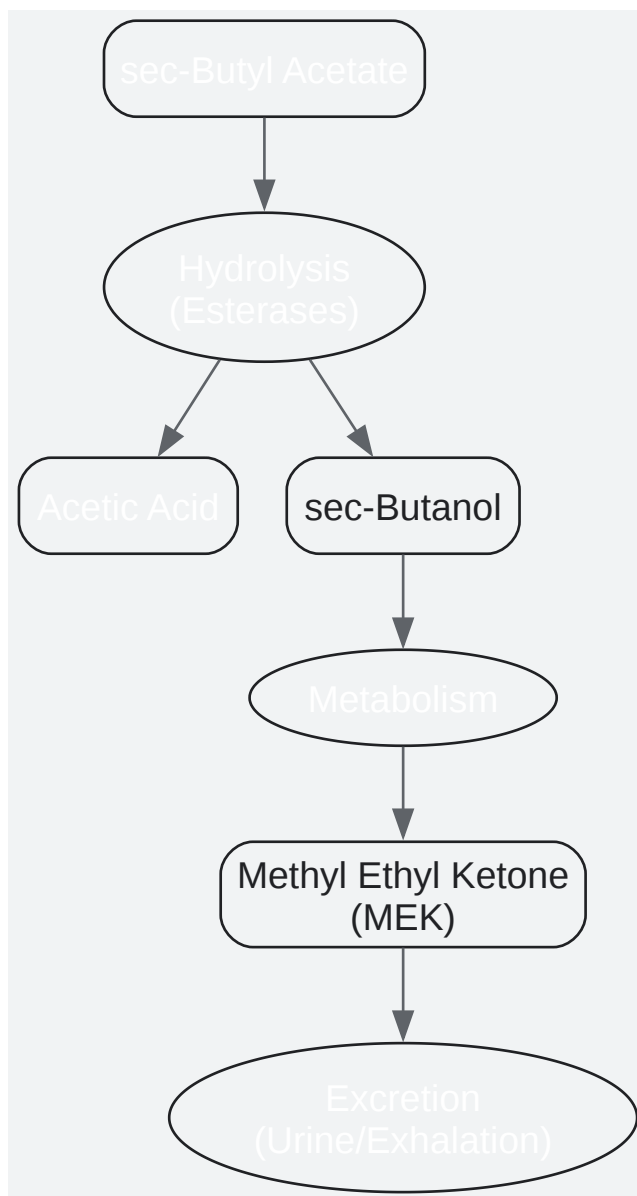 sec-Butyl Acetate
Hydrolysis
(Esterases)
Acetic Acid
sec-Butanol
Metabolism
Methyl Ethyl Ketone
(MEK)
Excretion
(Urine/Exhalation)